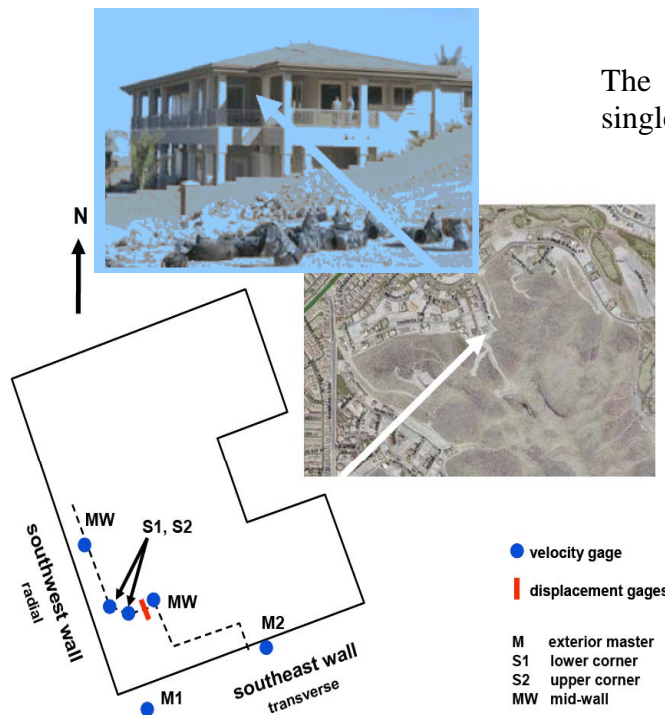 The
single
N
MW
S1, S2
MW
M2
M1
southwest wall
radial
southeast wall
transverse
velocity gage
displacement gages
M exterior master
S1 lower corner
S2 upper corner
MW mid-wall